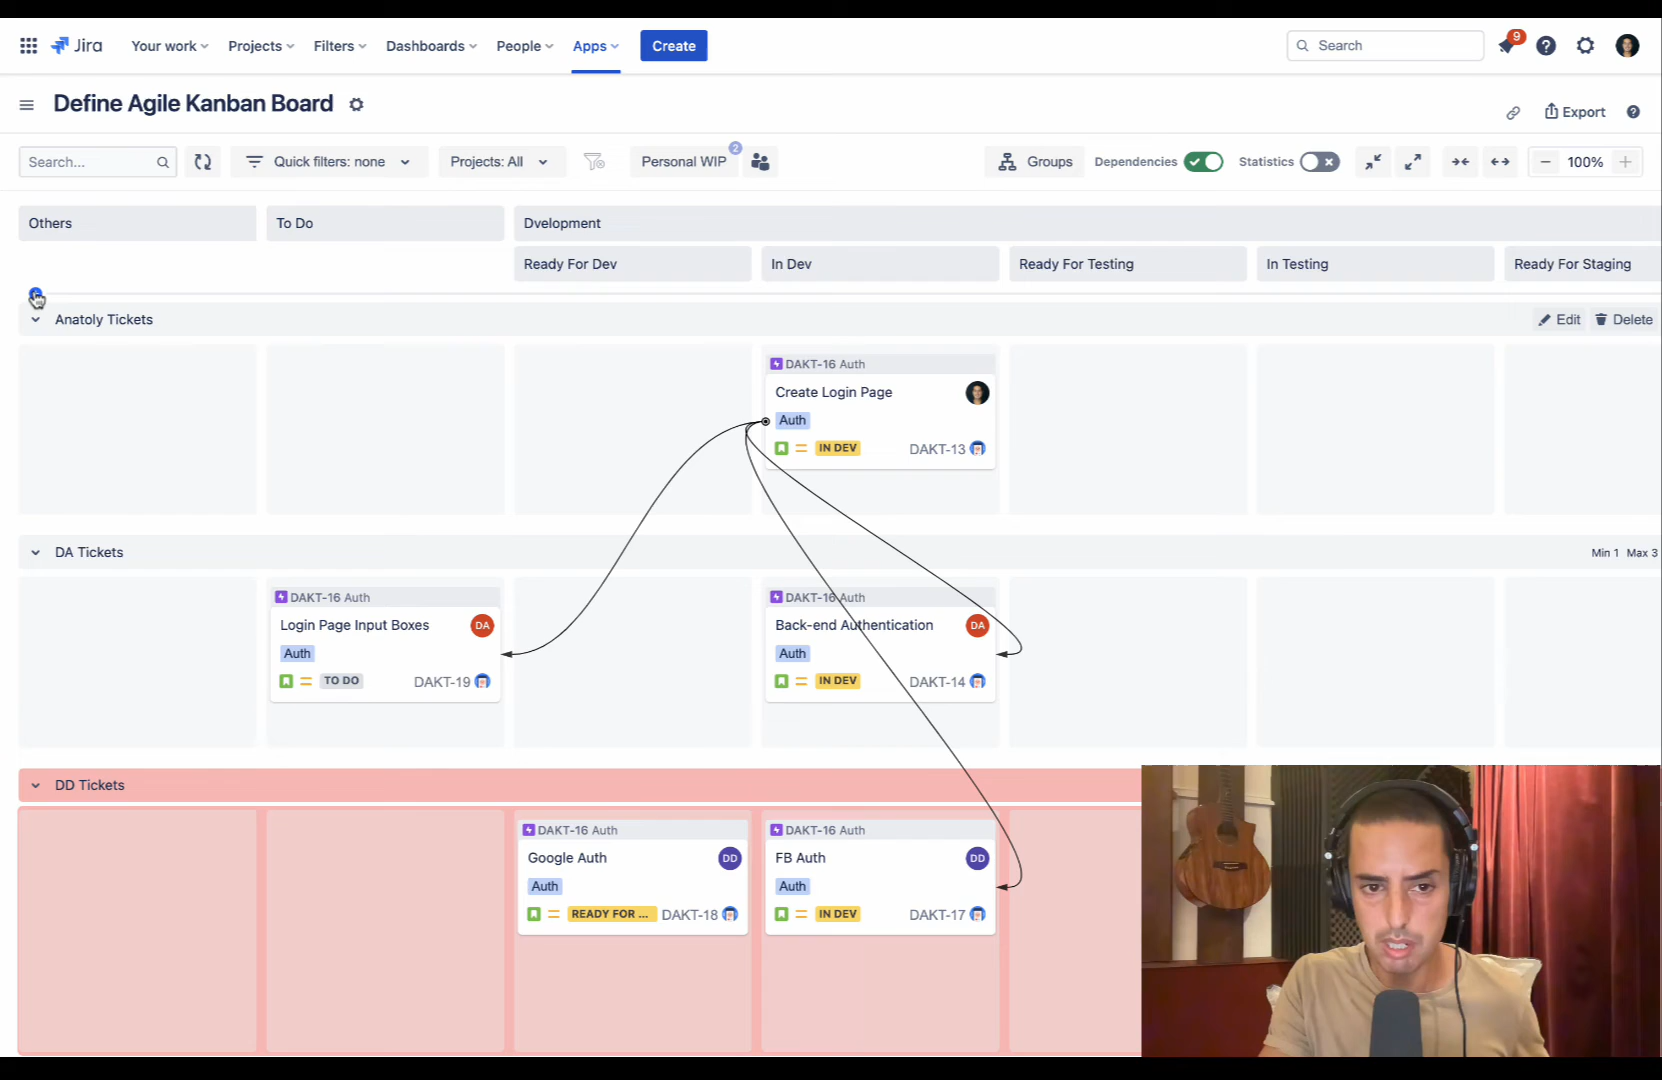 Jira Your work Projects Filters Dashboards People Apps Create Search 9
Define Agile Kanban Board Export
Search... Quick filters: none Projects: All Personal WIP 2 Groups Dependencies Statistics 100%
Others To Do Dvelopment
Ready For Dev In Dev Ready For Testing In Testing Ready For Staging
Anatoly Tickets Edit Delete
DAKT-16 Auth
Create Login Page
Auth
IN DEV DAKT-13
DA Tickets Min 1 Max 3
DAKT-16 Auth
Login Page Input Boxes DA
Auth
TO DO DAKT-19
DAKT-16 Auth
Back-end Authentication DA
Auth
IN DEV DAKT-14
DD Tickets
DAKT-16 Auth
Google Auth DD
Auth
READY FOR ... DAKT-18
DAKT-16 Auth
FB Auth DD
Auth
IN DEV DAKT-17